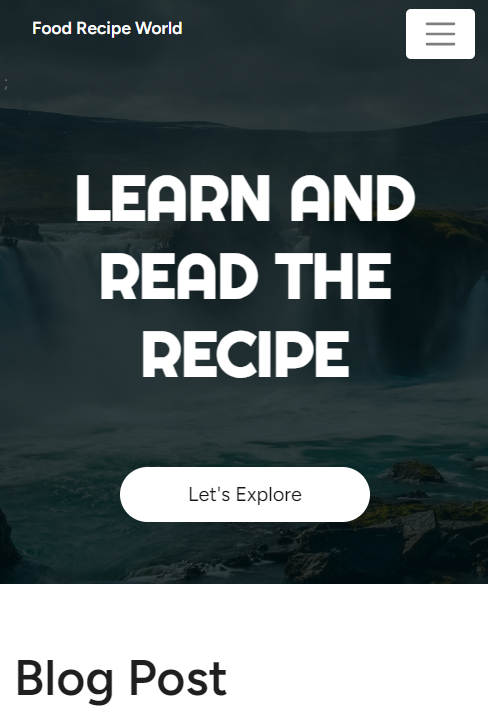 Food Recipe World
;
LEARN AND
READ THE
RECIPE
Let's Explore
Blog Post